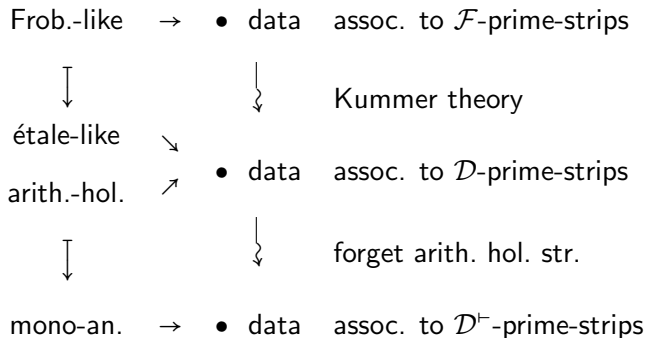 Frob.-like → • data assoc. to 𝓕-prime-strips
Kummer theory
étale-like ↘
• data assoc. to 𝓓-prime-strips
arith.-hol. ↗
forget arith. hol. str.
mono-an. → • data assoc. to 𝓓⊢-prime-strips